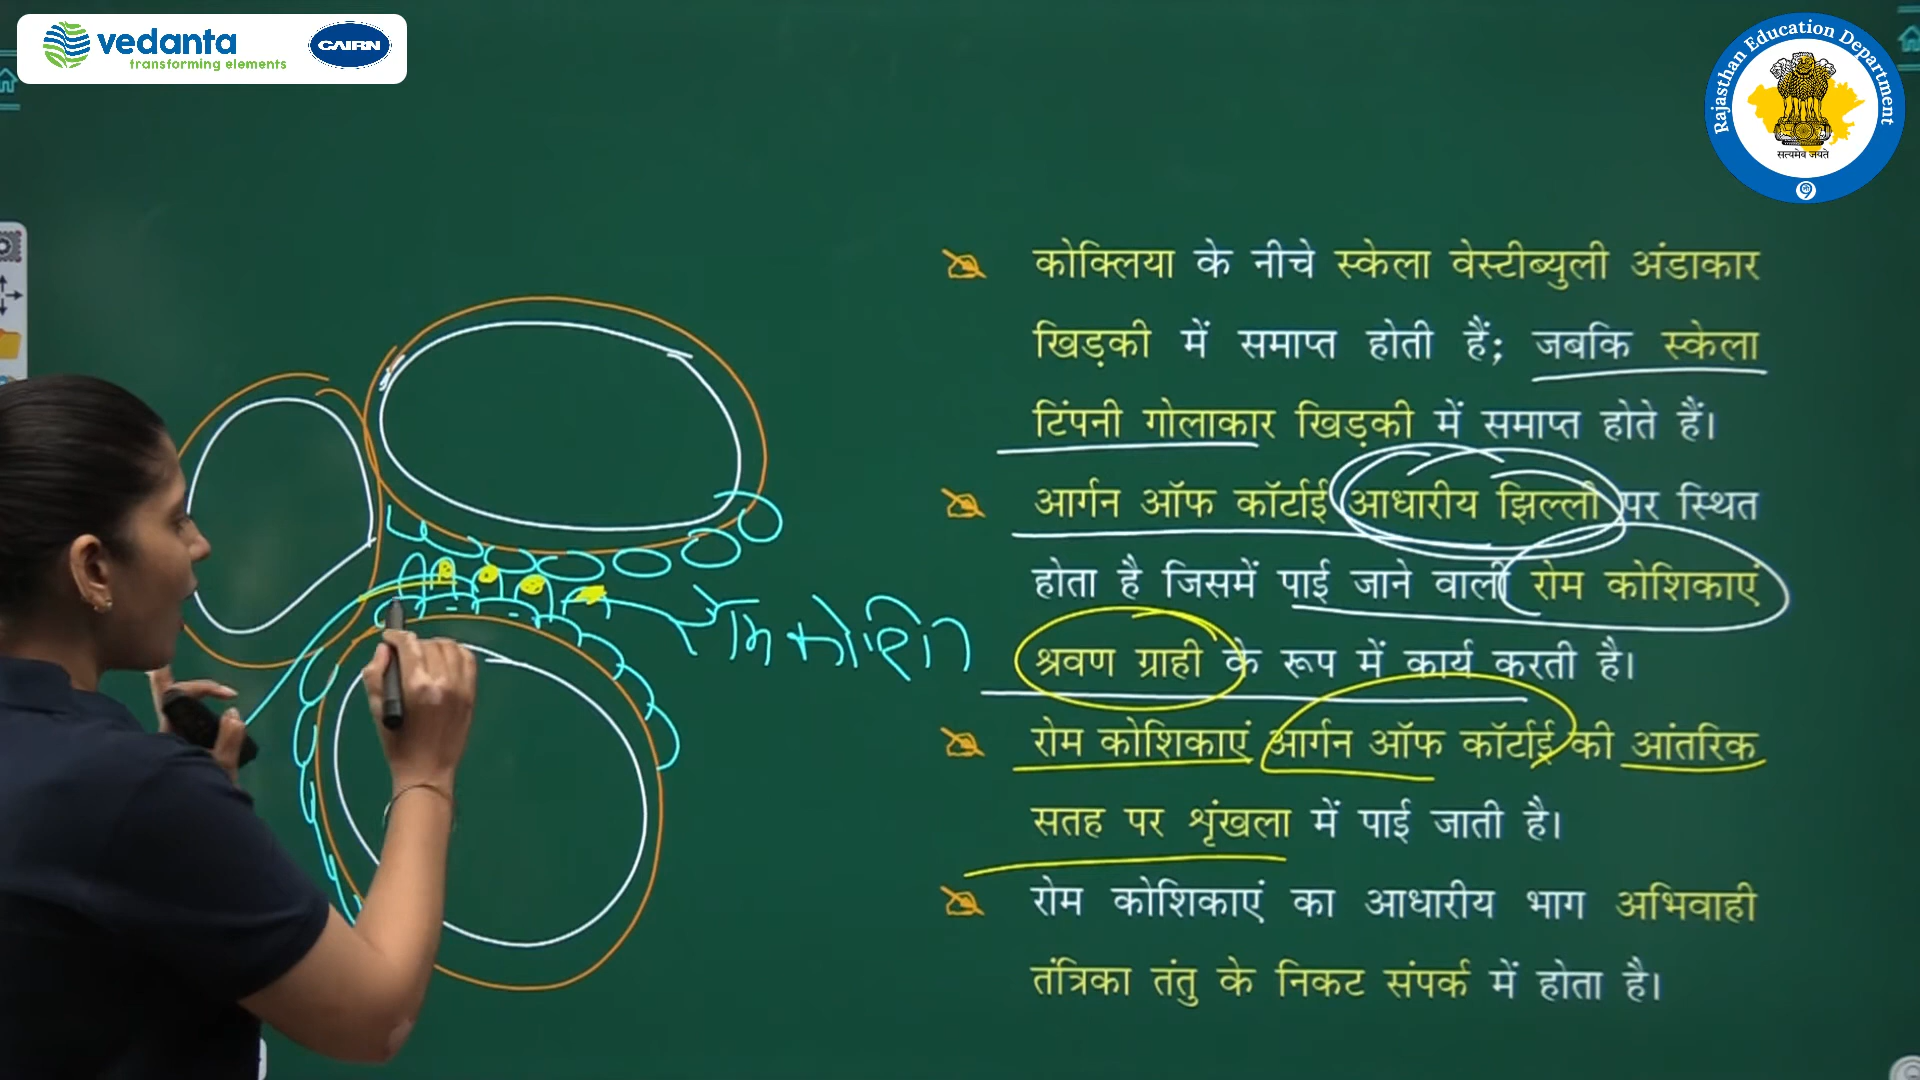 vedanta
transforming elements
CAIRN
Rajasthan Education Department
सत्यमेव जयते
कोक्लिया के नीचे स्केला वेस्टीब्युली अंडाकार
खिड़की में समाप्त होती हैं; जबकि स्केला
टिंपनी गोलाकार खिड़की में समाप्त होते हैं।
आर्गन ऑफ कॉर्टाई आधारीय झिल्ली पर स्थित
होता है जिसमें पाई जाने वाली रोम कोशिकाएं
श्रवण ग्राही के रूप में कार्य करती है।
रोम कोशिकाएं आर्गन ऑफ कॉर्टाई की आंतरिक
सतह पर शृंखला में पाई जाती है।
रोम कोशिकाएं का आधारीय भाग अभिवाही
तंत्रिका तंतु के निकट संपर्क में होता है।
रोम कोशि